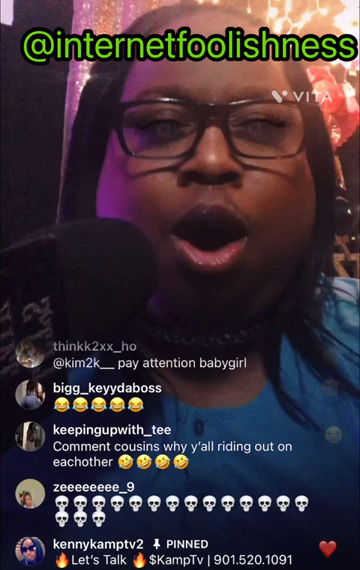 @internetfoolishness
VITA
thinkk2xx_ho
@kim2k__ pay attention babygirl
bigg_keyydaboss
😂😂😂😂😂
keepingupwith_tee
Comment cousins why y'all riding out on
eachother 🤣🤣🤣🤣
zeeeeeeee_9
💀💀💀💀💀💀💀💀💀💀💀💀💀
💀💀💀
kennykamptv2 📌 PINNED
🔥Let's Talk 🔥$KampTv | 901.520.1091